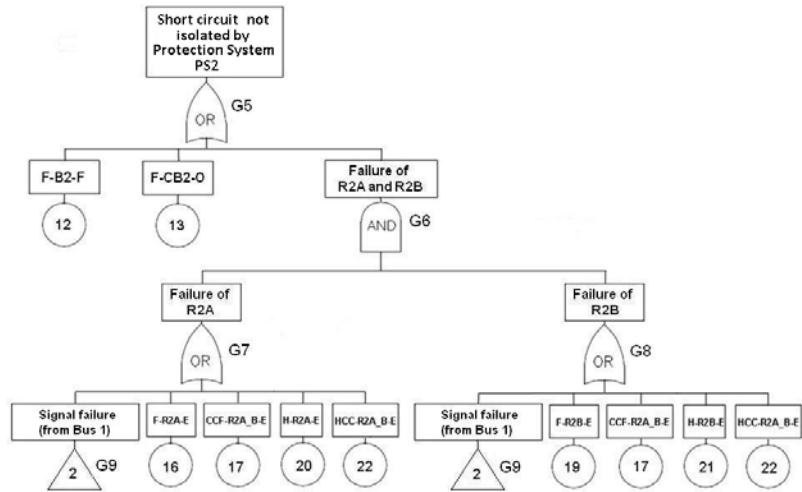 Short circuit not
isolated by
Protection System
PS2
G5
OR
F-B2-F
F-CB2-O
Failure of
R2A and R2B
12
13
AND
G6
Failure of
R2A
Failure of
R2B
OR
G7
OR
G8
Signal failure
(from Bus 1)
F-R2A-E
CCF-R2A_B-E
H-R2A-E
HCC-R2A_B-E
Signal failure
(from Bus 1)
F-R2B-E
CCF-R2A_B-E
H-R2B-E
HCC-R2A_B-E
2
G9
16
17
20
22
2
G9
19
17
21
22